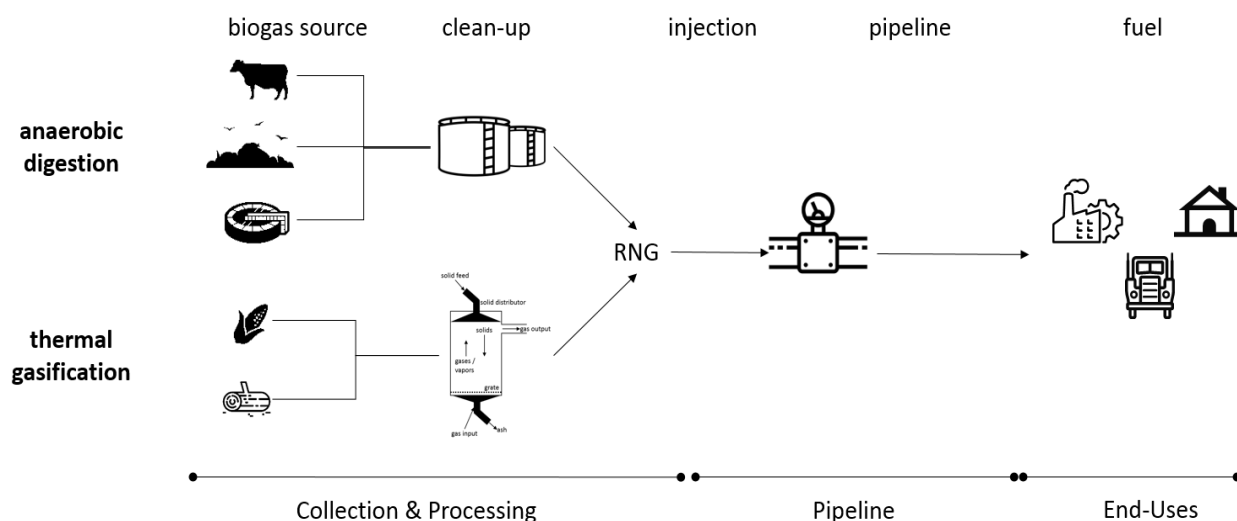 biogas source
clean-up
injection
pipeline
fuel
anaerobic
digestion
RNG
thermal
gasification
solid feed
solid distributor
solids
gas output
gases /
vapors
grate
gas input
ash
Collection & Processing
Pipeline
End-Uses